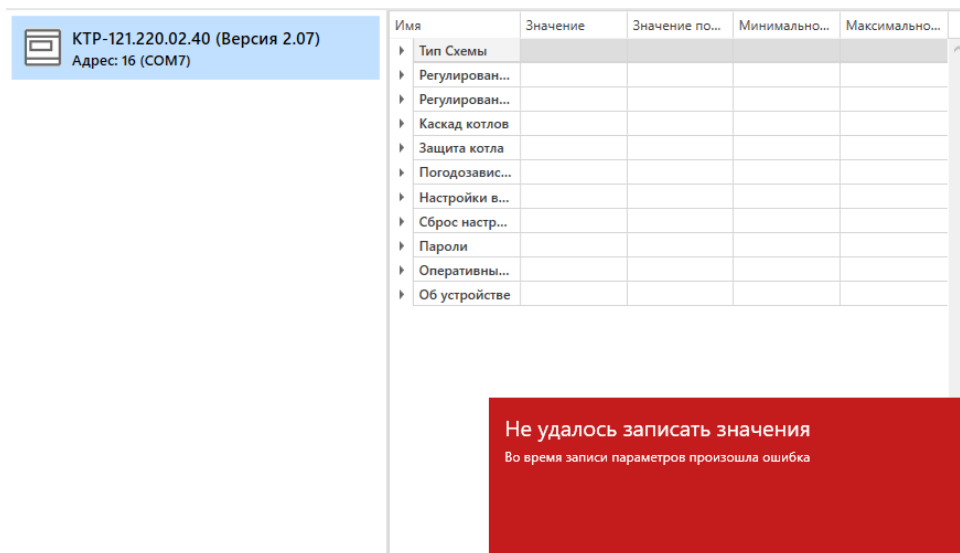 КТР-121.220.02.40 (Версия 2.07)
Адрес: 16 (COM7)
Имя Значение Значение по... Минимально... Максимально...
Тип Схемы
Регулирован...
Регулирован...
Каскад котлов
Защита котла
Погодозавис...
Настройки в...
Сброс настр...
Пароли
Оперативны...
Об устройстве
Не удалось записать значения
Во время записи параметров произошла ошибка